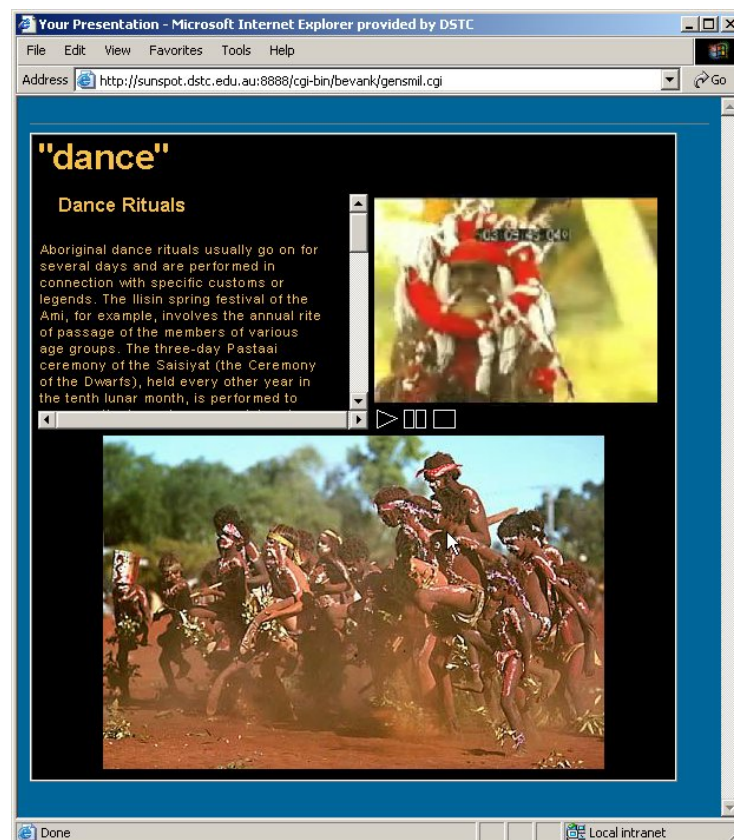 Your Presentation - Microsoft Internet Explorer provided by DSTC
File Edit View Favorites Tools Help
Address http://sunspot.dstc.edu.au:8888/cgi-bin/bevank/gensmil.cgi Go
"dance"
Dance Rituals
Aboriginal dance rituals usually go on for
several days and are performed in
connection with specific customs or
legends. The Ilisin spring festival of the
Ami, for example, involves the annual rite
of passage of the members of various
age groups. The three-day Pastaai
ceremony of the Saisiyat (the Ceremony
of the Dwarfs), held every other year in
the tenth lunar month, is performed to
Done Local intranet